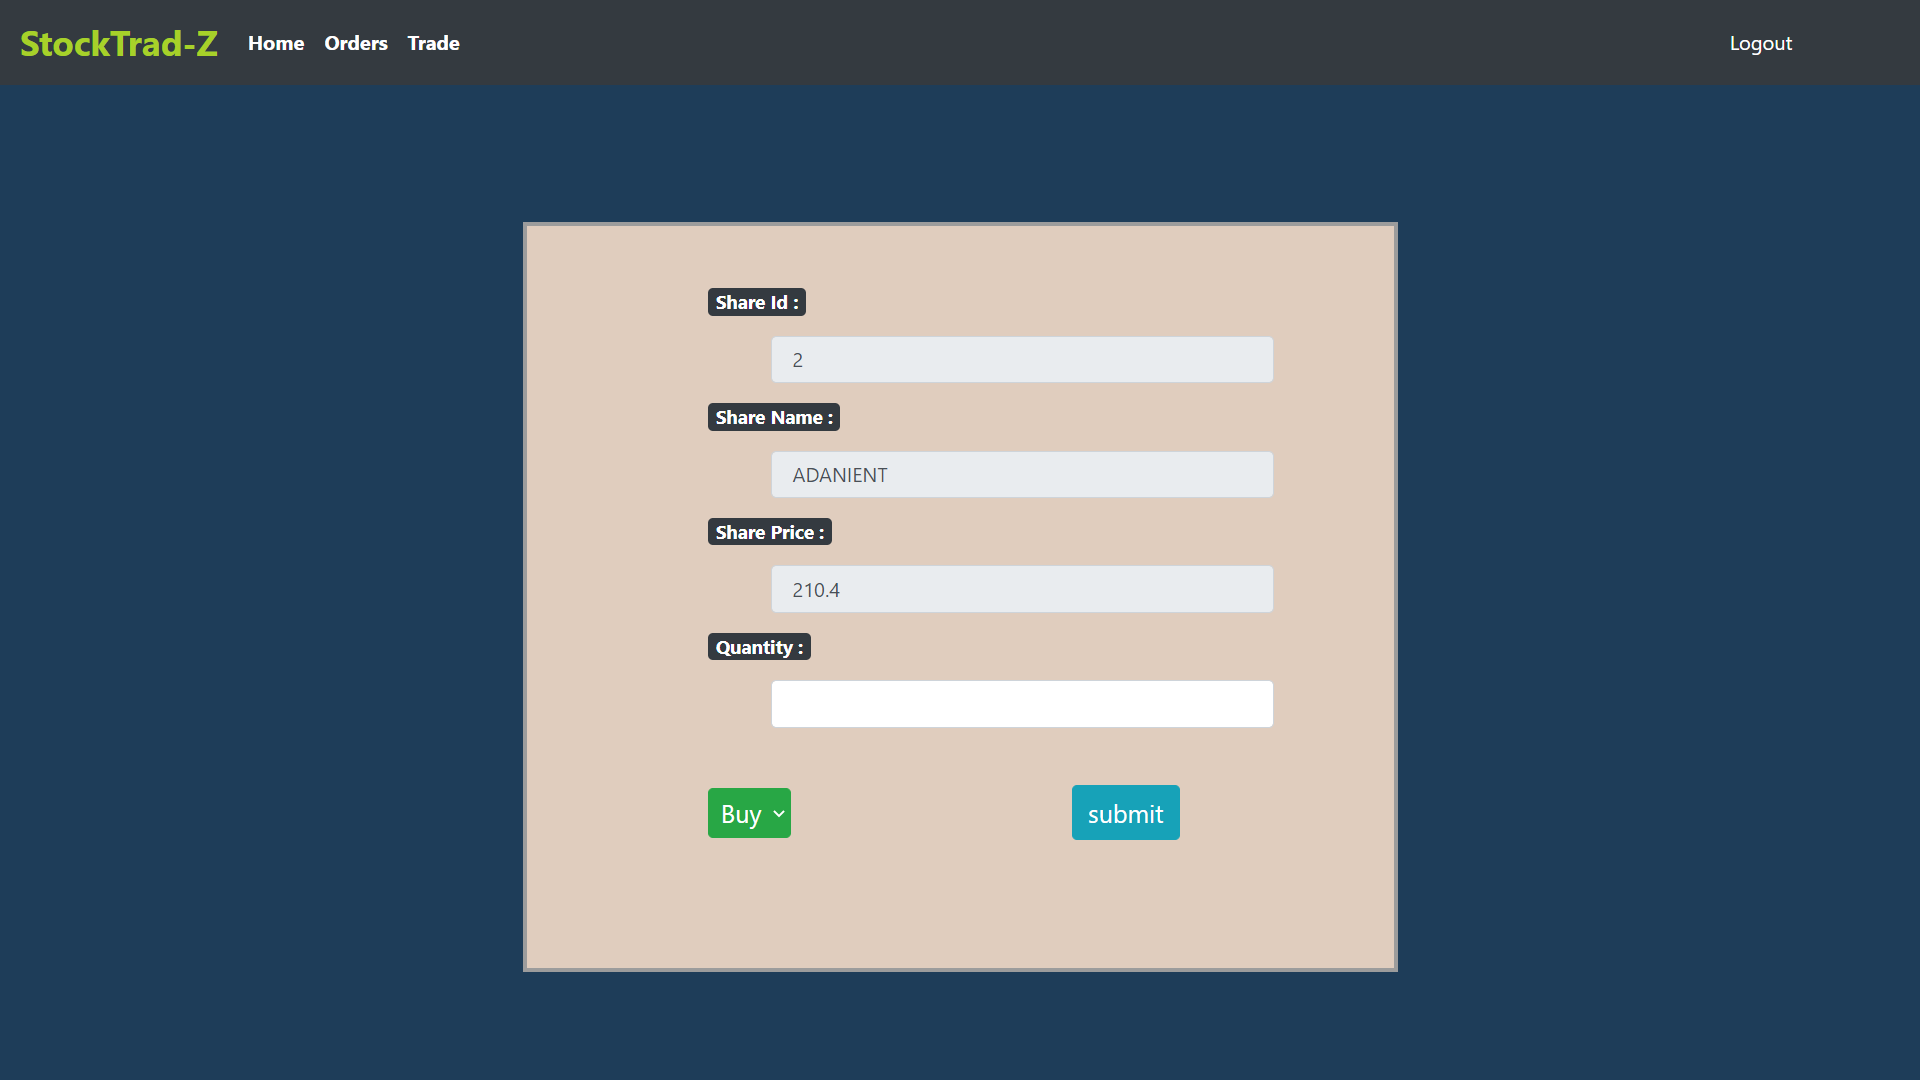 StockTrad-Z Home Orders Trade Logout
Share Id :
2
Share Name :
ADANIENT
Share Price :
210.4
Quantity :
Buy submit